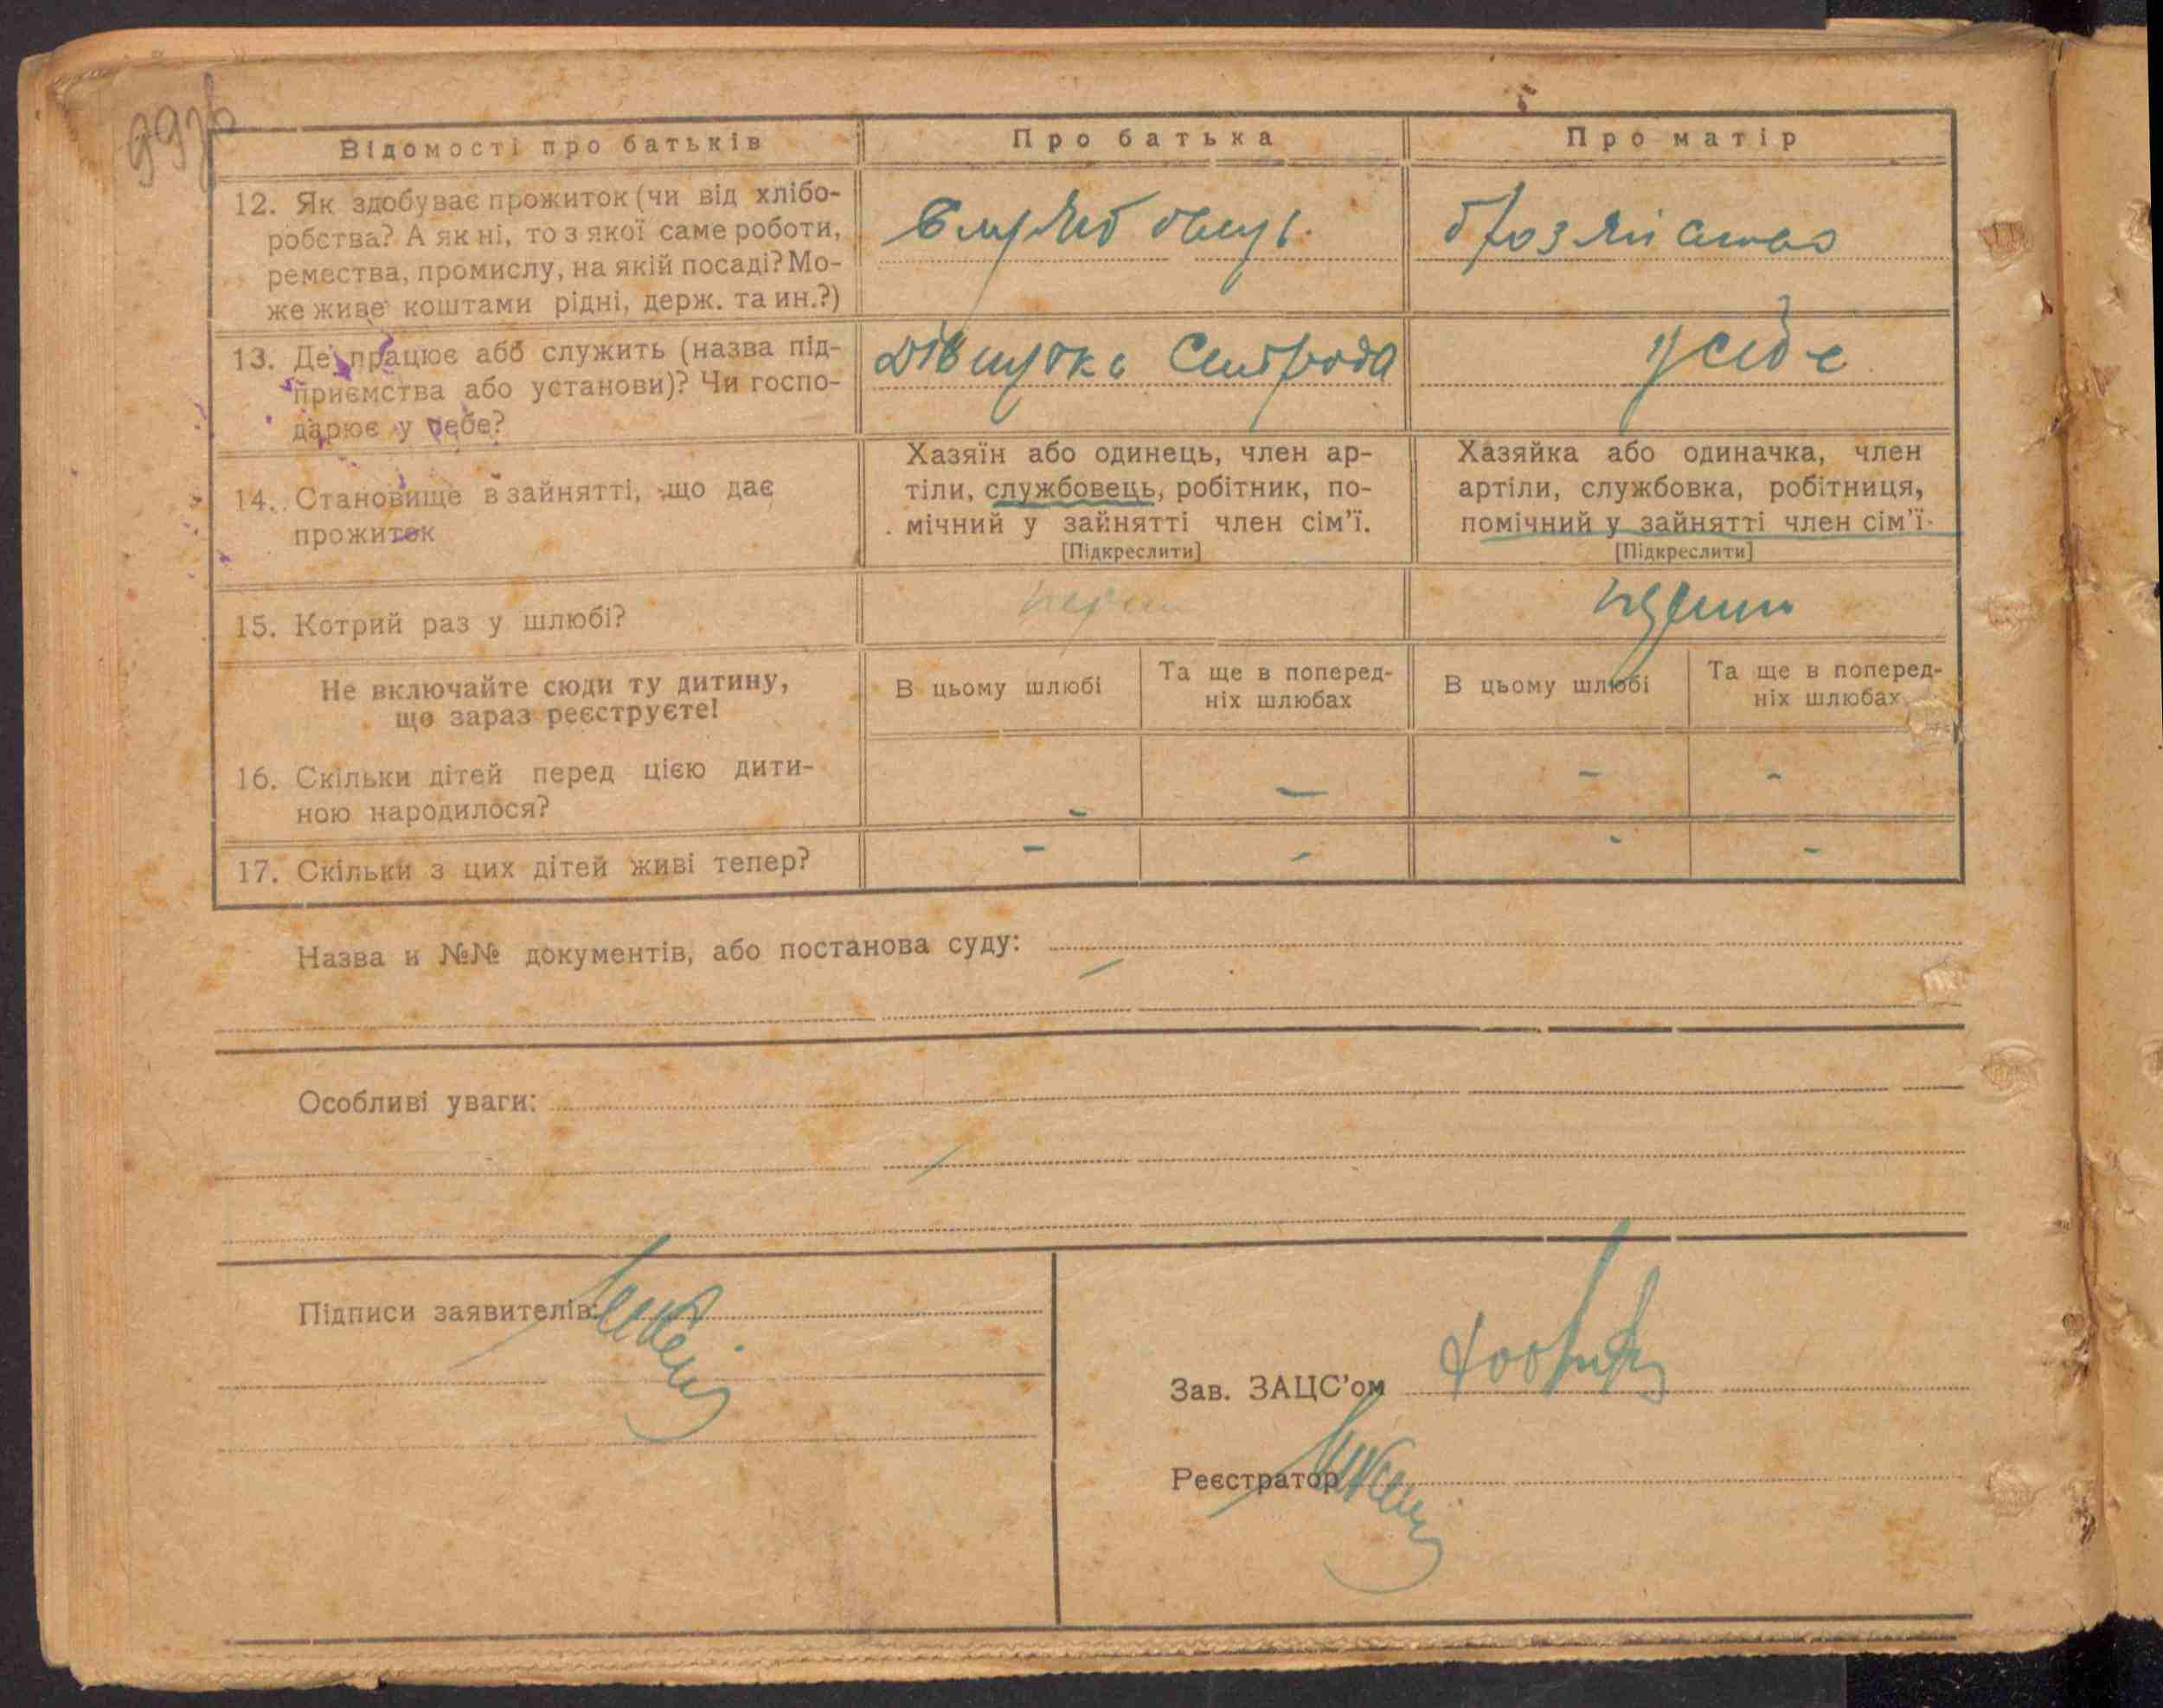 Відомості про батьків
Про батька
Про матір
12. Як здобуває прожиток (чи від хлібо-
робства? А як ні, то з якої саме роботи,
ремества, промислу, на якій посаді? Мо-
же живе коштами рідні, держ. та ин.?)
13. Де працює або служить (назва під-
приємства або установи)? Чи госпо-
дарює у себе?
у себе
14. Становище в зайнятті, що дає
прожиток
Хазяїн або одинець, член ар-
тіли, службовець, робітник, по-
мічний у зайнятті член сім'ї.
[Підкреслити]
Хазяйка або одиначка, член
артіли, службовка, робітниця,
помічний у зайнятті член сім'ї.
[Підкреслити]
15. Котрий раз у шлюбі?
Не включайте сюди ту дитину,
що зараз реєструєте!
В цьому шлюбі
Та ще в поперед-
ніх шлюбах
В цьому шлюбі
Та ще в поперед-
ніх шлюбах
16. Скільки дітей перед цією дити-
ною народилося?
- - - -
17. Скільки з цих дітей живі тепер?
- - - -
Назва и №№ документів, або постанова суду:
Особливі уваги:
Підписи заявителів:
Зав. ЗАЦС'ом
Реєстратор